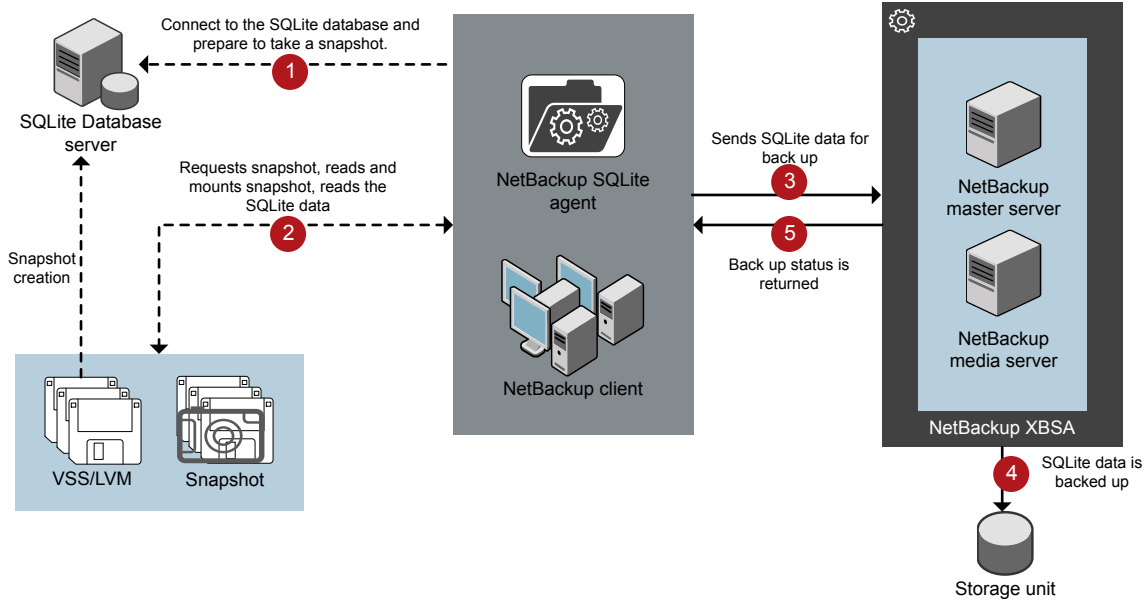 Connect to the SQLite database and
prepare to take a snapshot.
1
SQLite Database
server
Requests snapshot, reads and
mounts snapshot, reads the
SQLite data
2
Snapshot
creation
VSS/LVM
Snapshot
NetBackup SQLite
agent
NetBackup client
Sends SQLite data for
back up
3
5
Back up status is
returned
NetBackup
master server
NetBackup
media server
NetBackup XBSA
4
SQLite data is
backed up
Storage unit